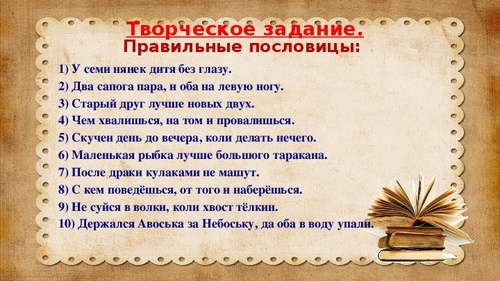 Творческое задание.
Правильные пословицы:
1) У семи нянек дитя без глазу.
2) Два сапога пара, и оба на левую ногу.
3) Старый друг лучше новых двух.
4) Чем хвалишься, на том и провалишься.
5) Скучен день до вечера, коли делать нечего.
6) Маленькая рыбка лучше большого таракана.
7) После драки кулаками не машут.
8) С кем поведёшься, от того и наберёшься.
9) Не суйся в волки, коли хвост тёлкин.
10) Держался Авоська за Небоську, да оба в воду упали.